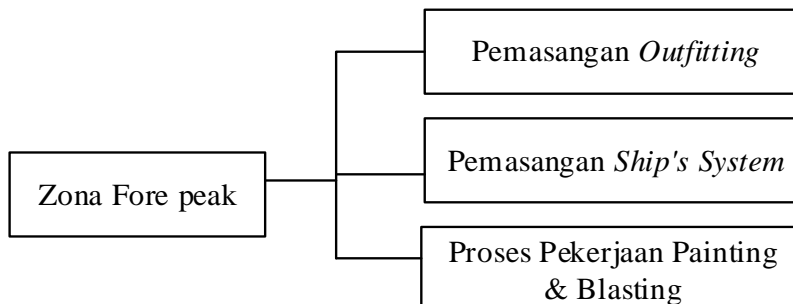 Pemasangan Outfitting
Pemasangan Ship's System
Zona Fore peak
Proses Pekerjaan Painting
& Blasting